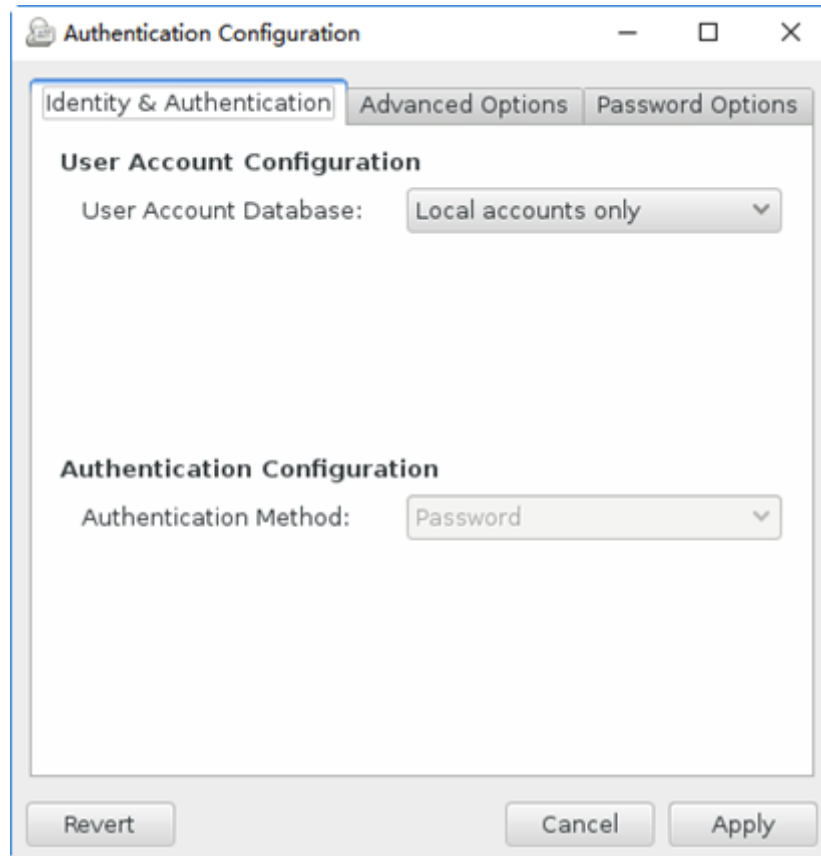 Authentication Configuration
Identity & Authentication Advanced Options Password Options
User Account Configuration
User Account Database: Local accounts only
Authentication Configuration
Authentication Method: Password
Revert Cancel Apply